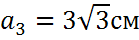 a₃ = 3√3см